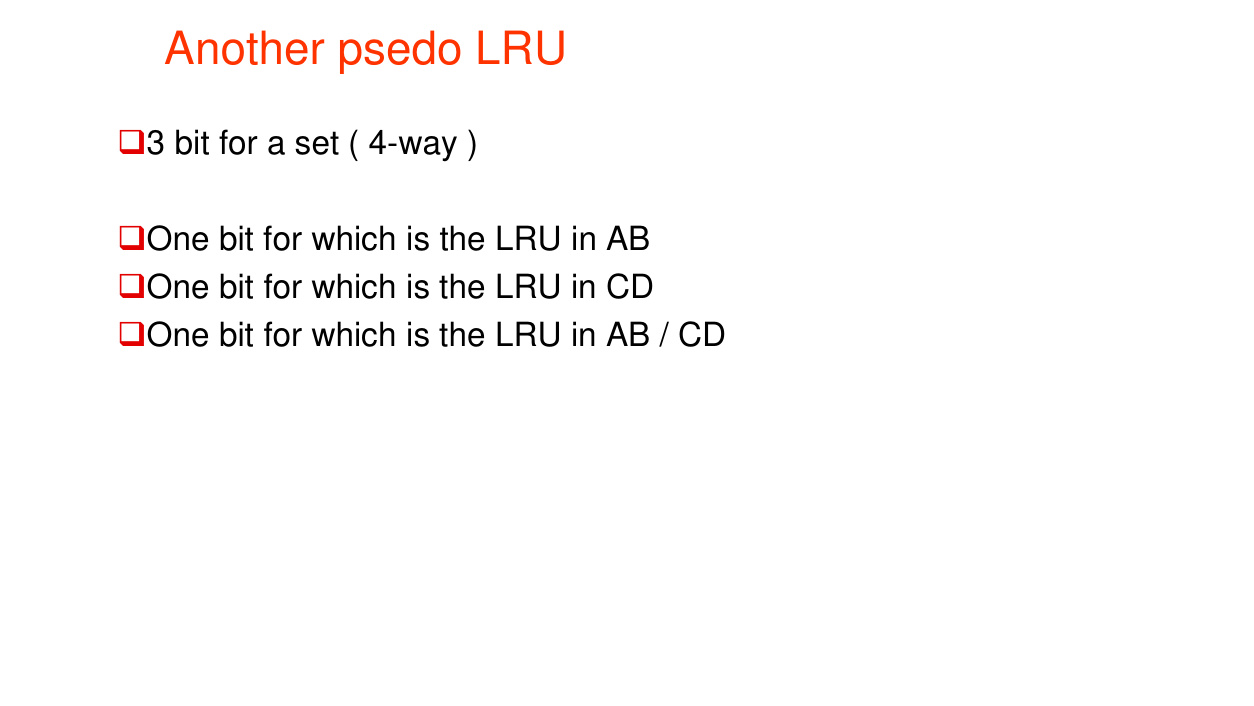 Another psedo LRU
❑3 bit for a set ( 4-way )
❑One bit for which is the LRU in AB
❑One bit for which is the LRU in CD
❑One bit for which is the LRU in AB / CD